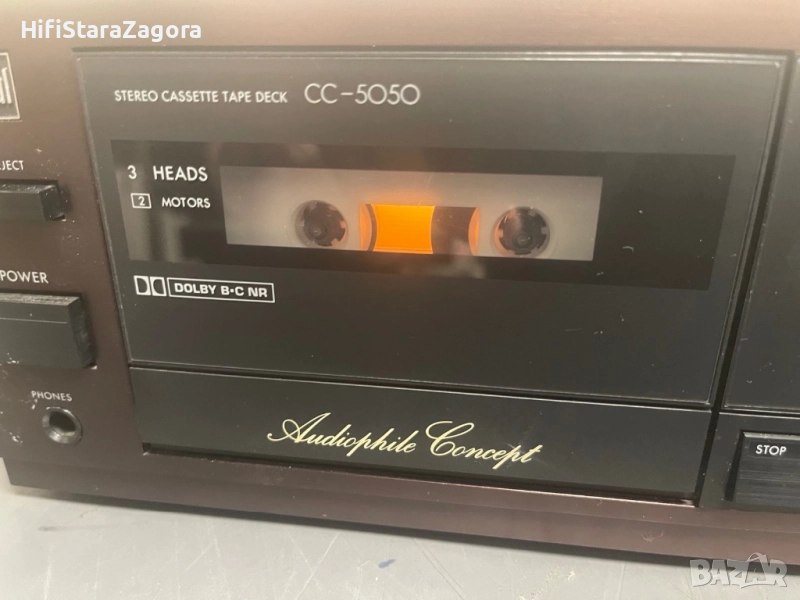 HifiStaraZagora
STEREO CASSETTE TAPE DECK CC-5050
EJECT
3 HEADS
2 MOTORS
POWER
DOLBY B·C NR
PHONES
Audiophile Concept
STOP
BAZAR